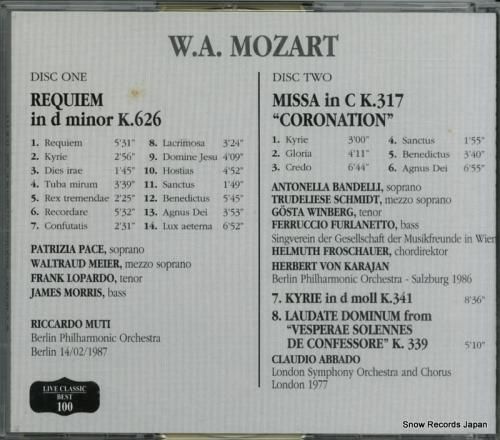 W.A. MOZART
DISC ONE
REQUIEM
in d minor K.626
1. Requiem 5'31"
2. Kyrie 2'56"
3. Dies irae 1'45"
4. Tuba mirum 3'39"
5. Rex tremendae 2'25"
6. Recordare 5'32"
7. Confutatis 2'31"
8. Lacrimosa 3'24"
9. Domine Jesu 4'09"
10. Hostias 4'52"
11. Sanctus 1'49"
12. Benedictus 5'45"
13. Agnus Dei 3'53"
14. Lux aeterna 6'52"
PATRIZIA PACE, soprano
WALTRAUD MEIER, mezzo soprano
FRANK LOPARDO, tenor
JAMES MORRIS, bass
RICCARDO MUTI
Berlin Philharmonic Orchestra
Berlin 14/02/1987
LIVE CLASSIC
BEST
100
DISC TWO
MISSA in C K.317
"CORONATION"
1. Kyrie 3'00"
2. Gloria 4'11"
3. Credo 6'44"
4. Sanctus 1'55"
5. Benedictus 3'40"
6. Agnus Dei 6'55"
ANTONELLA BANDELLI, soprano
TRUDELIESE SCHMIDT, mezzo soprano
GÖSTA WINBERG, tenor
FERRUCCIO FURLANETTO, bass
Singverein der Gesellschaft der Musikfreunde in Wien
HELMUTH FROSCHAUER, chordirektor
HERBERT VON KARAJAN
Berlin Philharmonic Orchestra - Salzburg 1986
7. KYRIE in d moll K.341 8'36"
8. LAUDATE DOMINUM from
"VESPERAE SOLENNES
DE CONFESSORE" K. 339 5'10"
CLAUDIO ABBADO
London Symphony Orchestra and Chorus
London 1977
Snow Records Japan